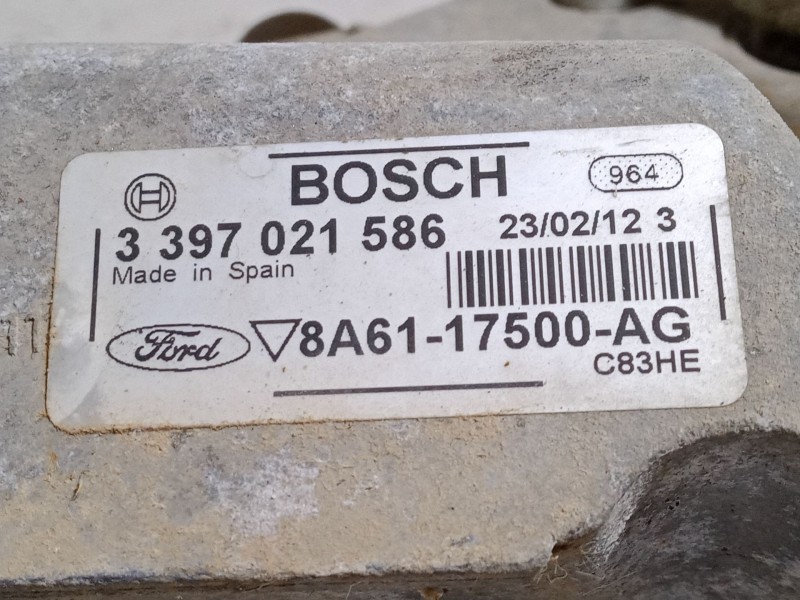 BOSCH
964
3 397 021 586
23/02/12 3
Made in Spain
Ford
8A61-17500-AG
C83HE